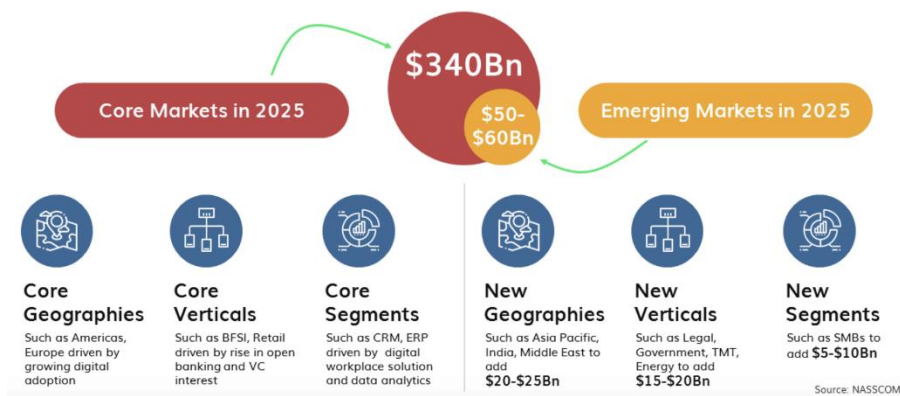 $340Bn
Core Markets in 2025
$50-
$60Bn
Emerging Markets in 2025
Core
Geographies
Such as Americas,
Europe driven by
growing digital
adoption
Core
Verticals
Such as BFSI, Retail
driven by rise in open
banking and VC
interest
Core
Segments
Such as CRM, ERP
driven by digital
workplace solution
and data analytics
New
Geographies
Such as Asia Pacific,
India, Middle East to
add
$20-$25Bn
New
Verticals
Such as Legal,
Government, TMT,
Energy to add
$15-$20Bn
New
Segments
Such as SMBs to
add $5-$10Bn
Source: NASSCOM